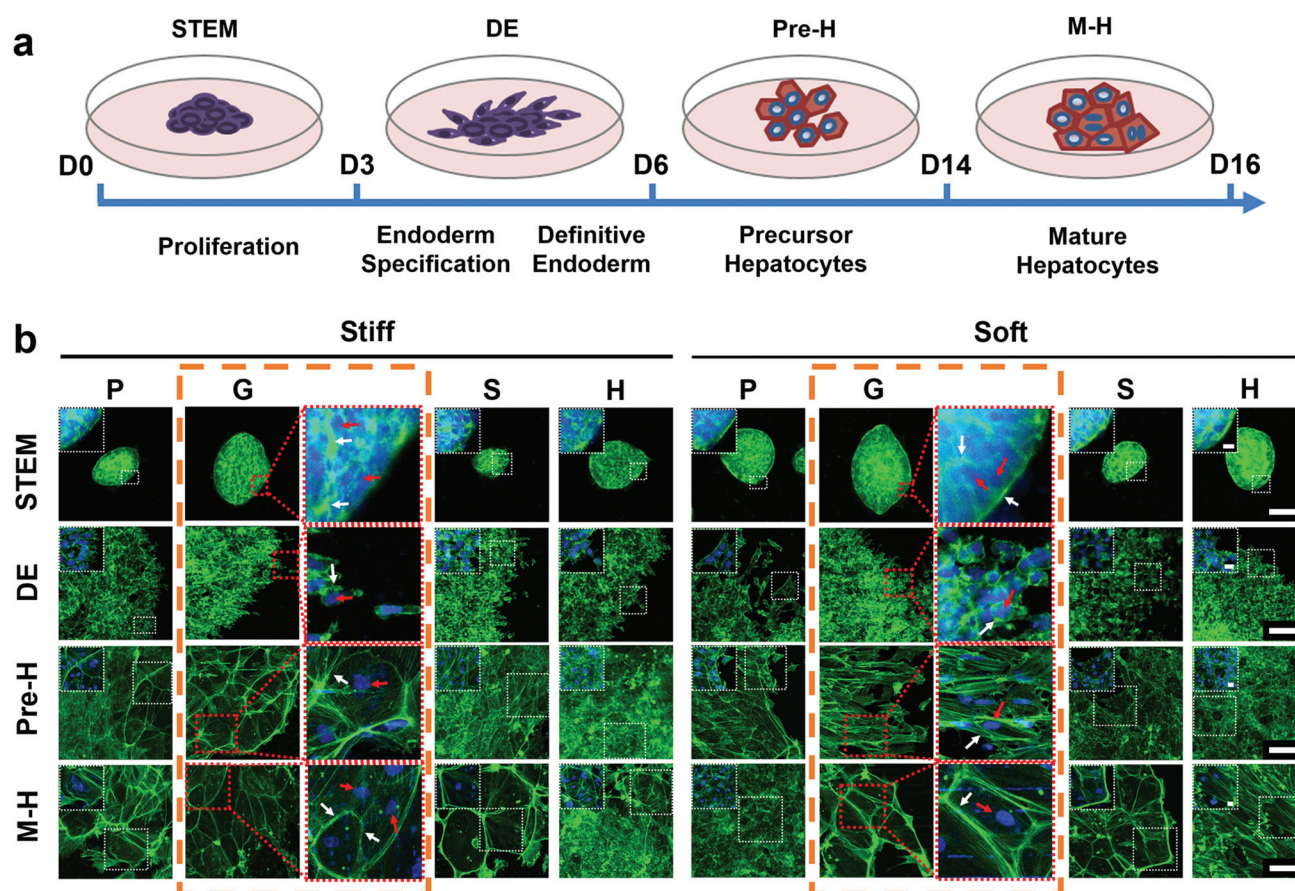 a
STEM
DE
Pre-H
M-H
D0
D3
D6
D14
D16
Proliferation
Endoderm
Specification
Definitive
Endoderm
Precursor
Hepatocytes
Mature
Hepatocytes
b
Stiff
Soft
P
G
S
H
P
G
S
H
STEM
DE
Pre-H
M-H